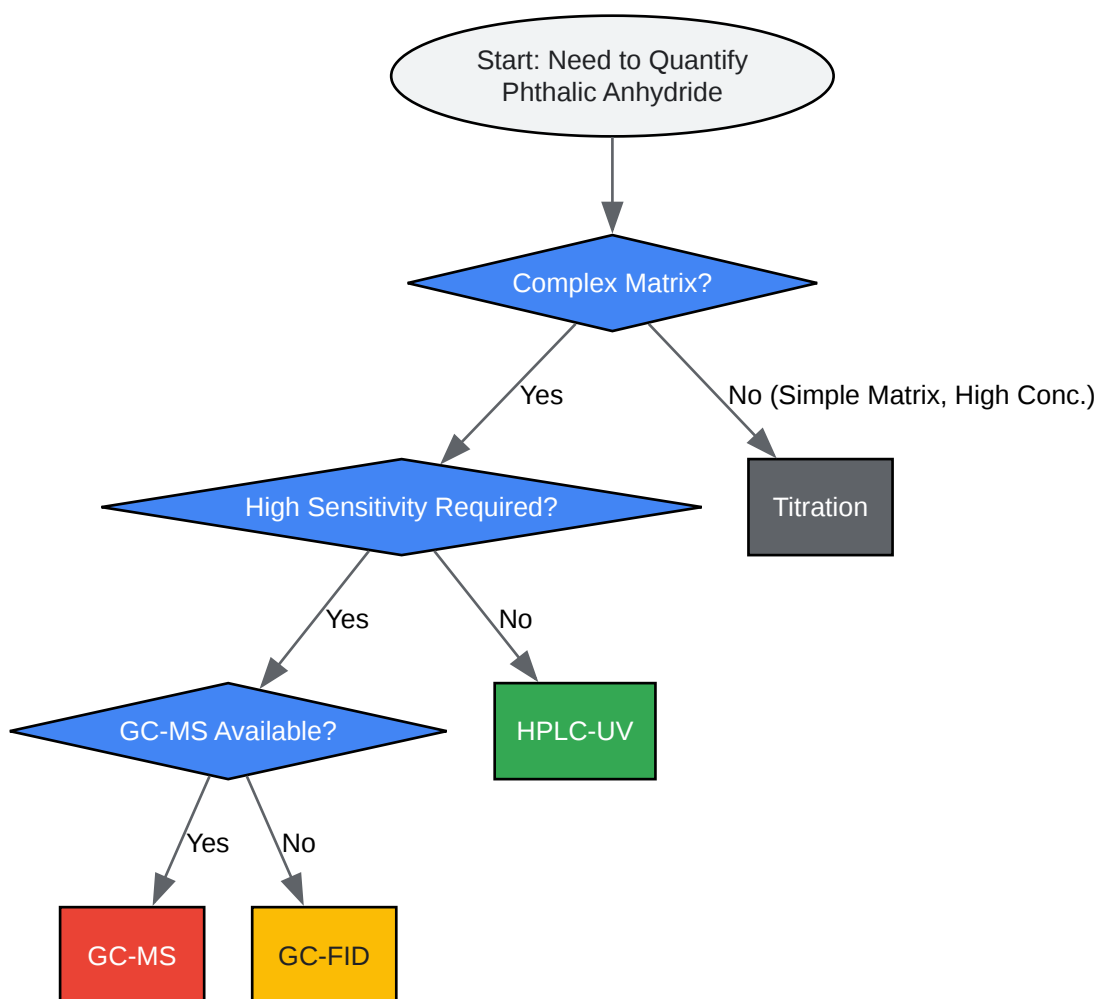 Start: Need to Quantify
Phthalic Anhydride
Complex Matrix?
Yes
No (Simple Matrix, High Conc.)
High Sensitivity Required?
Titration
Yes
No
GC-MS Available?
HPLC-UV
Yes
No
GC-MS
GC-FID